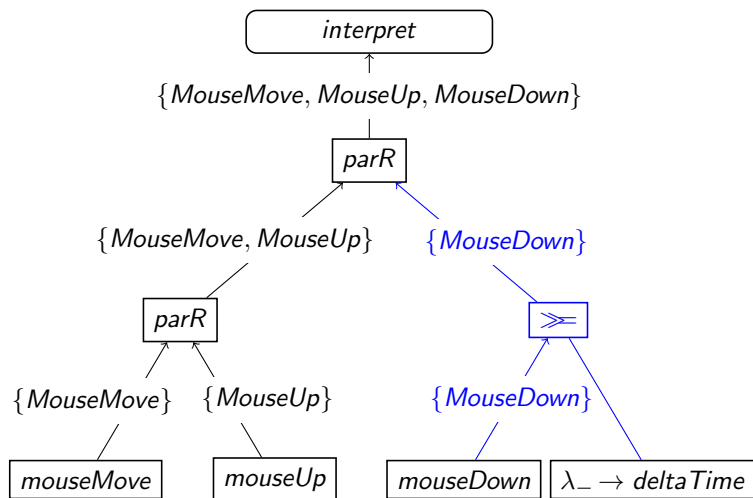 interpret
{MouseMove, MouseUp, MouseDown}
parR
{MouseMove, MouseUp} {MouseDown}
parR ≫=
{MouseMove} {MouseUp} {MouseDown}
mouseMove mouseUp mouseDown λ_ → deltaTime